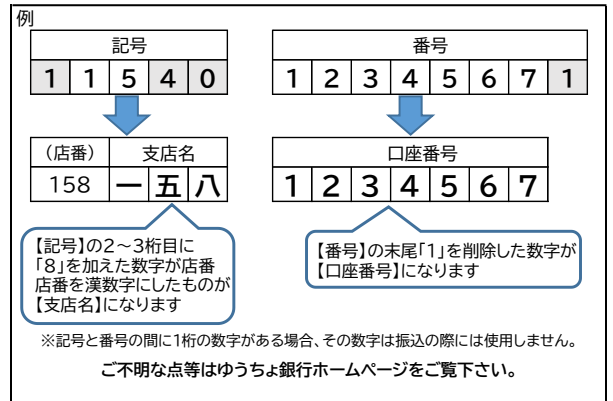 例
記号 番号
1 1 5 4 0 1 2 3 4 5 6 7 1
(店番) 支店名 口座番号
158 一 五 八 1 2 3 4 5 6 7
【記号】の2～3桁目に
「8」を加えた数字が店番
店番を漢数字にしたものが
【支店名】になります
【番号】の末尾「1」を削除した数字が
【口座番号】になります
※記号と番号の間に1桁の数字がある場合、その数字は振込の際には使用しません。
ご不明な点等はゆうちょ銀行ホームページをご覧下さい。